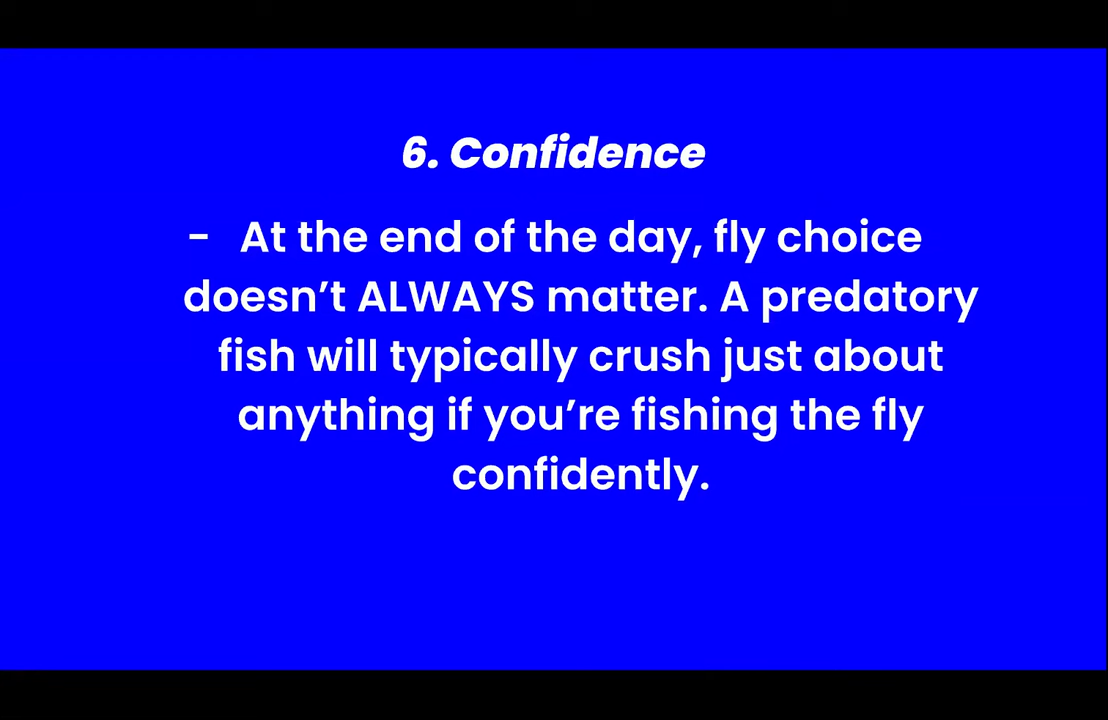 6. Confidence
- At the end of the day, fly choice
doesn’t ALWAYS matter. A predatory
fish will typically crush just about
anything if you’re fishing the fly
confidently.